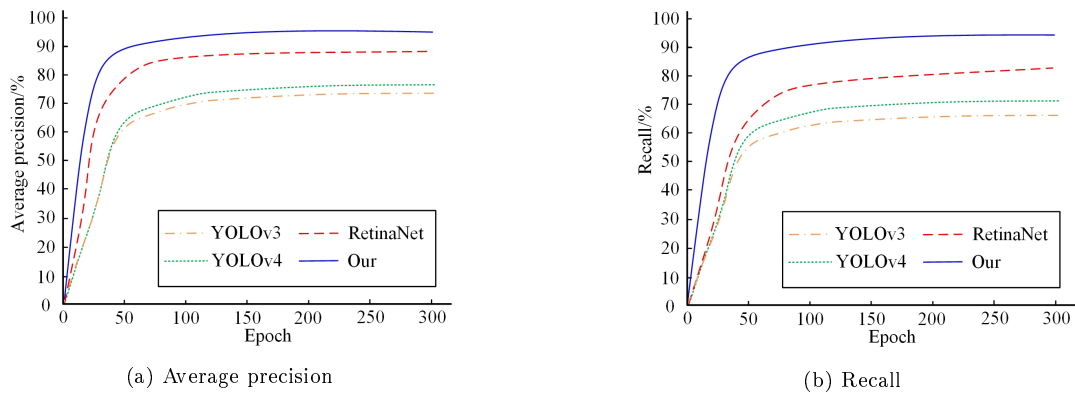 100
90
80
70
60
50
40
30
20
10
0
Average precision/%
YOLOv3
RetinaNet
YOLOv4
Our
0 50 100 150 200 250 300
Epoch
(a) Average precision
100
90
80
70
60
50
40
30
20
10
0
Recall/%
YOLOv3
RetinaNet
YOLOv4
Our
0 50 100 150 200 250 300
Epoch
(b) Recall